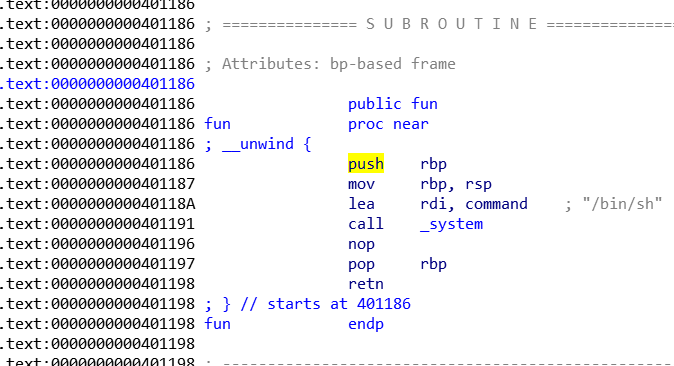 .text:0000000000401186
.text:0000000000401186 ; =============== S U B R O U T I N E ===============
.text:0000000000401186
.text:0000000000401186 ; Attributes: bp-based frame
.text:0000000000401186
.text:0000000000401186 public fun
.text:0000000000401186 fun proc near
.text:0000000000401186 ; __unwind {
.text:0000000000401186 push rbp
.text:0000000000401187 mov rbp, rsp
.text:000000000040118A lea rdi, command ; "/bin/sh"
.text:0000000000401191 call _system
.text:0000000000401196 nop
.text:0000000000401197 pop rbp
.text:0000000000401198 retn
.text:0000000000401198 ; } // starts at 401186
.text:0000000000401198 fun endp
.text:0000000000401198
.text:0000000000401198 ; ---------------------------------------------------